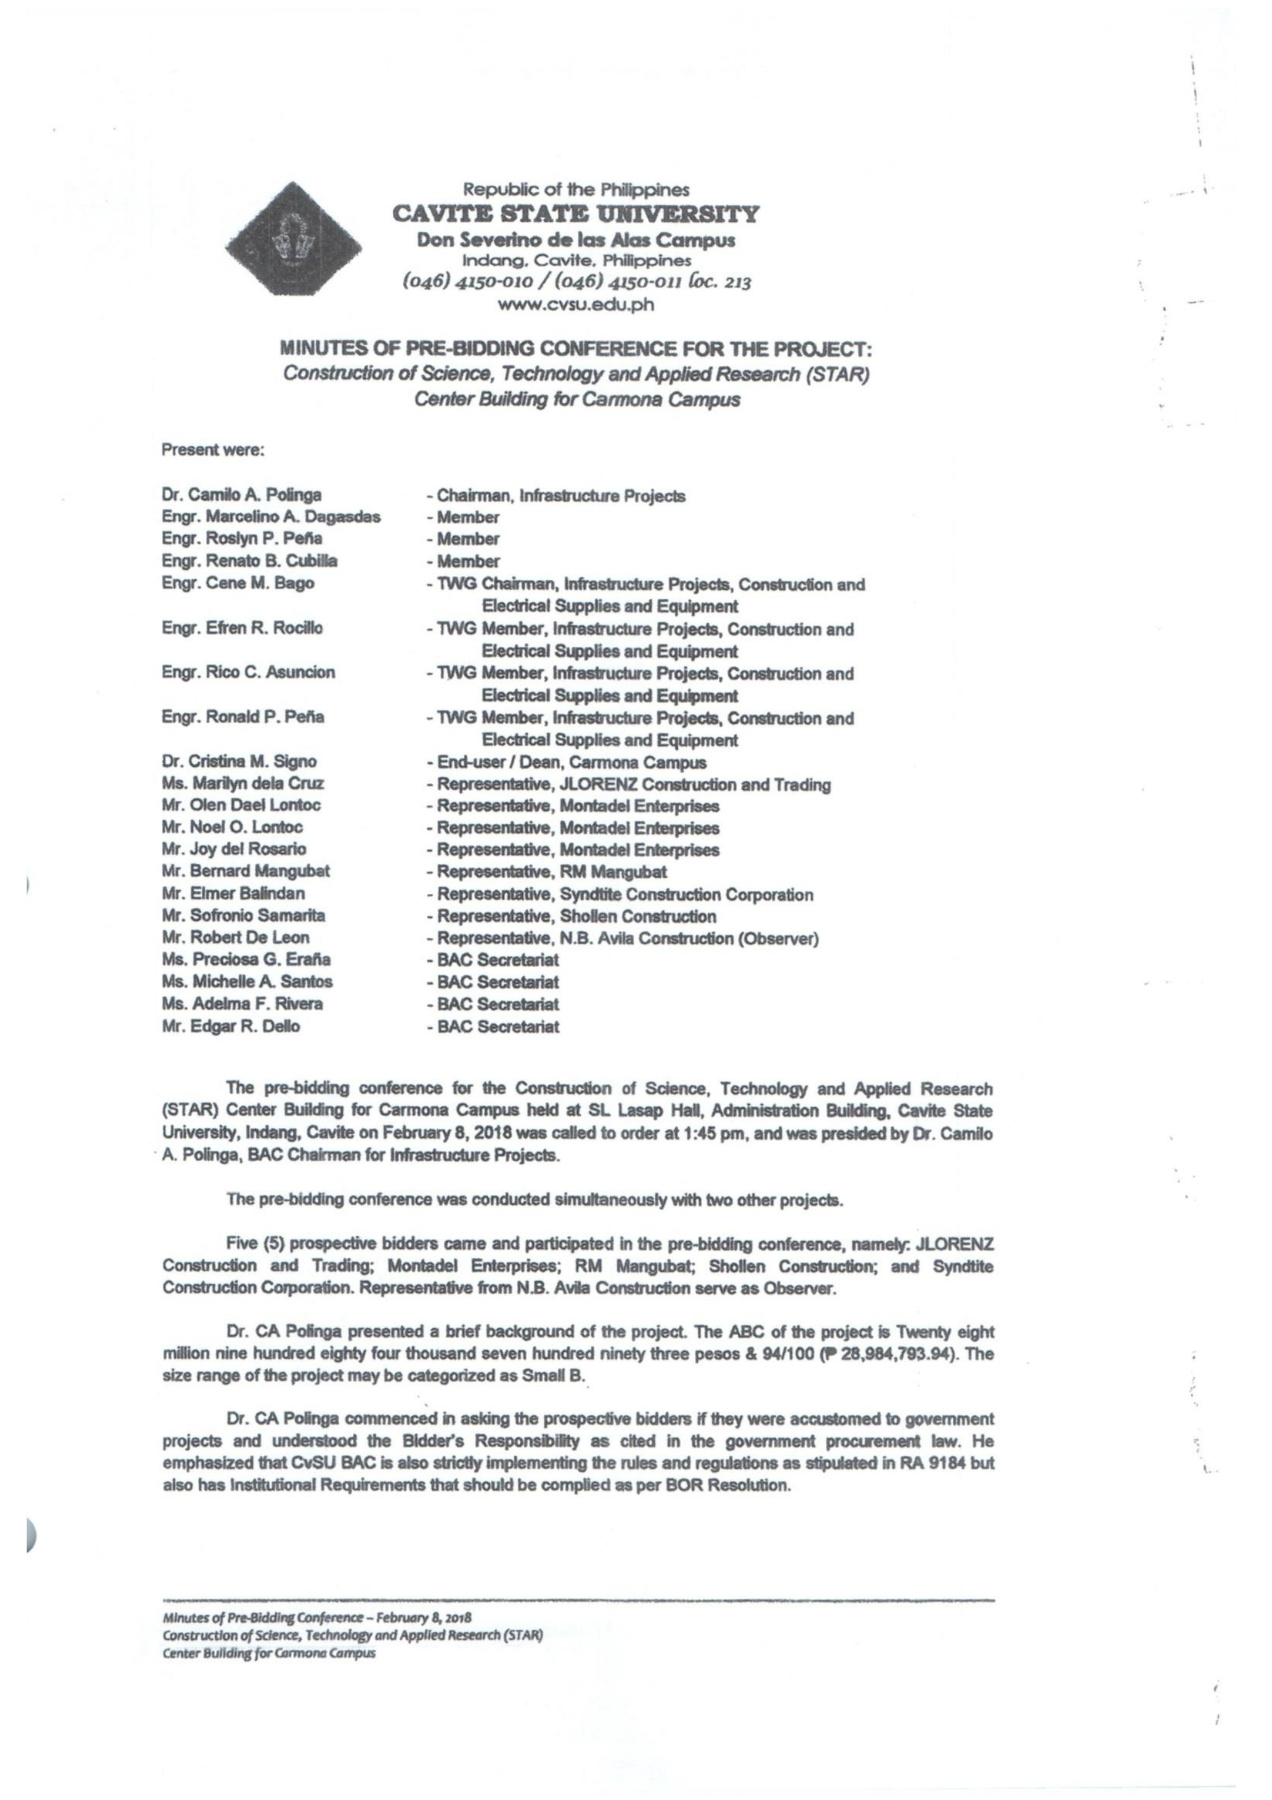 Republic of the Philippines
CAVITE STATE UNIVERSITY
Don Severino de las Alas Campus
Indang, Cavite, Philippines
(046) 4150-010 / (046) 4150-011 loc. 213
www.cvsu.edu.ph
MINUTES OF PRE-BIDDING CONFERENCE FOR THE PROJECT:
Construction of Science, Technology and Applied Research (STAR)
Center Building for Carmona Campus
Present were:
Dr. Camilo A. Polinga - Chairman, Infrastructure Projects
Engr. Marcelino A. Dagasdas - Member
Engr. Roslyn P. Peña - Member
Engr. Renato B. Cubilla - Member
Engr. Cene M. Bago - TWG Chairman, Infrastructure Projects, Construction and
Electrical Supplies and Equipment
Engr. Efren R. Rocillo - TWG Member, Infrastructure Projects, Construction and
Electrical Supplies and Equipment
Engr. Rico C. Asuncion - TWG Member, Infrastructure Projects, Construction and
Electrical Supplies and Equipment
Engr. Ronald P. Peña - TWG Member, Infrastructure Projects, Construction and
Electrical Supplies and Equipment
Dr. Cristina M. Signo - End-user / Dean, Carmona Campus
Ms. Marilyn dela Cruz - Representative, JLORENZ Construction and Trading
Mr. Olen Dael Lontoc - Representative, Montadel Enterprises
Mr. Noel O. Lontoc - Representative, Montadel Enterprises
Mr. Joy del Rosario - Representative, Montadel Enterprises
Mr. Bernard Mangubat - Representative, RM Mangubat
Mr. Elmer Balindan - Representative, Syndtite Construction Corporation
Mr. Sofronio Samarita - Representative, Shollen Construction
Mr. Robert De Leon - Representative, N.B. Avila Construction (Observer)
Ms. Preciosa G. Eraña - BAC Secretariat
Ms. Michelle A. Santos - BAC Secretariat
Ms. Adelma F. Rivera - BAC Secretariat
Mr. Edgar R. Dello - BAC Secretariat
The pre-bidding conference for the Construction of Science, Technology and Applied Research
(STAR) Center Building for Carmona Campus held at SL Lasap Hall, Administration Building, Cavite State
University, Indang, Cavite on February 8, 2018 was called to order at 1:45 pm, and was presided by Dr. Camilo
A. Polinga, BAC Chairman for Infrastructure Projects.
The pre-bidding conference was conducted simultaneously with two other projects.
Five (5) prospective bidders came and participated in the pre-bidding conference, namely: JLORENZ
Construction and Trading; Montadel Enterprises; RM Mangubat; Shollen Construction; and Syndtite
Construction Corporation. Representative from N.B. Avila Construction serve as Observer.
Dr. CA Polinga presented a brief background of the project. The ABC of the project is Twenty eight
million nine hundred eighty four thousand seven hundred ninety three pesos & 94/100 (₱ 28,984,793.94). The
size range of the project may be categorized as Small B.
Dr. CA Polinga commenced in asking the prospective bidders if they were accustomed to government
projects and understood the Bidder's Responsibility as cited in the government procurement law. He
emphasized that CvSU BAC is also strictly implementing the rules and regulations as stipulated in RA 9184 but
also has Institutional Requirements that should be complied as per BOR Resolution.
Minutes of Pre-Bidding Conference – February 8, 2018
Construction of Science, Technology and Applied Research (STAR)
Center Building for Carmona Campus